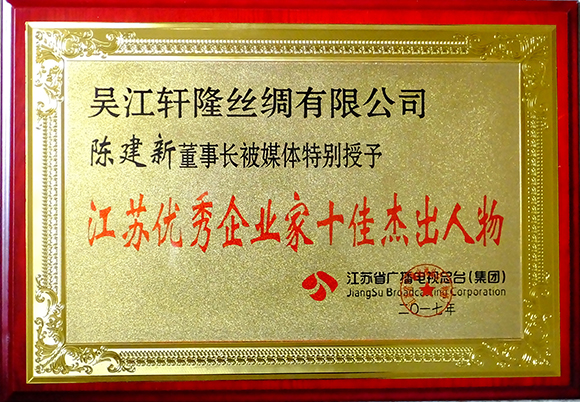 吴江轩隆丝绸有限公司
陈建新董事长被媒体特别授予
江苏优秀企业家十佳杰出人物
江苏省广播电视总台(集团)
JiangSu Broadcasting Corporation
二〇一七年